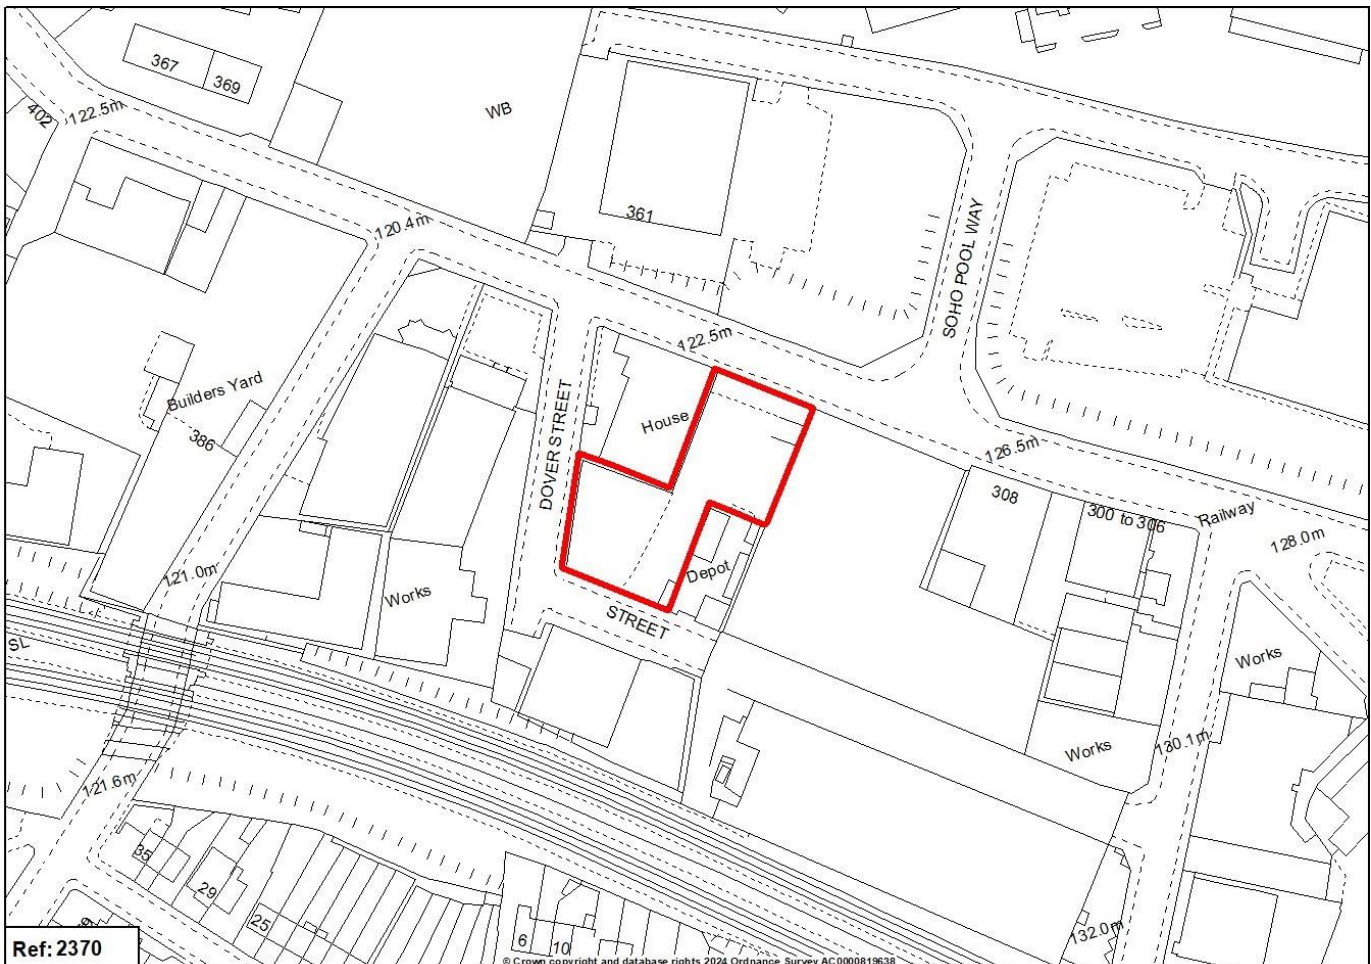 367
369
WB
402
122.5m
361
SOHO POOL WAY
120.4m
122.5m
Builders Yard
386
DOVER STREET
House
126.5m
308
300 to 306
Railway
128.0m
121.0m
Works
Depot
STREET
SL
Works
Works
130.1m
121.6m
35
29
25
6
10
132.0m
Ref: 2370
© Crown copyright and database rights 2024 Ordnance Survey AC0000819638